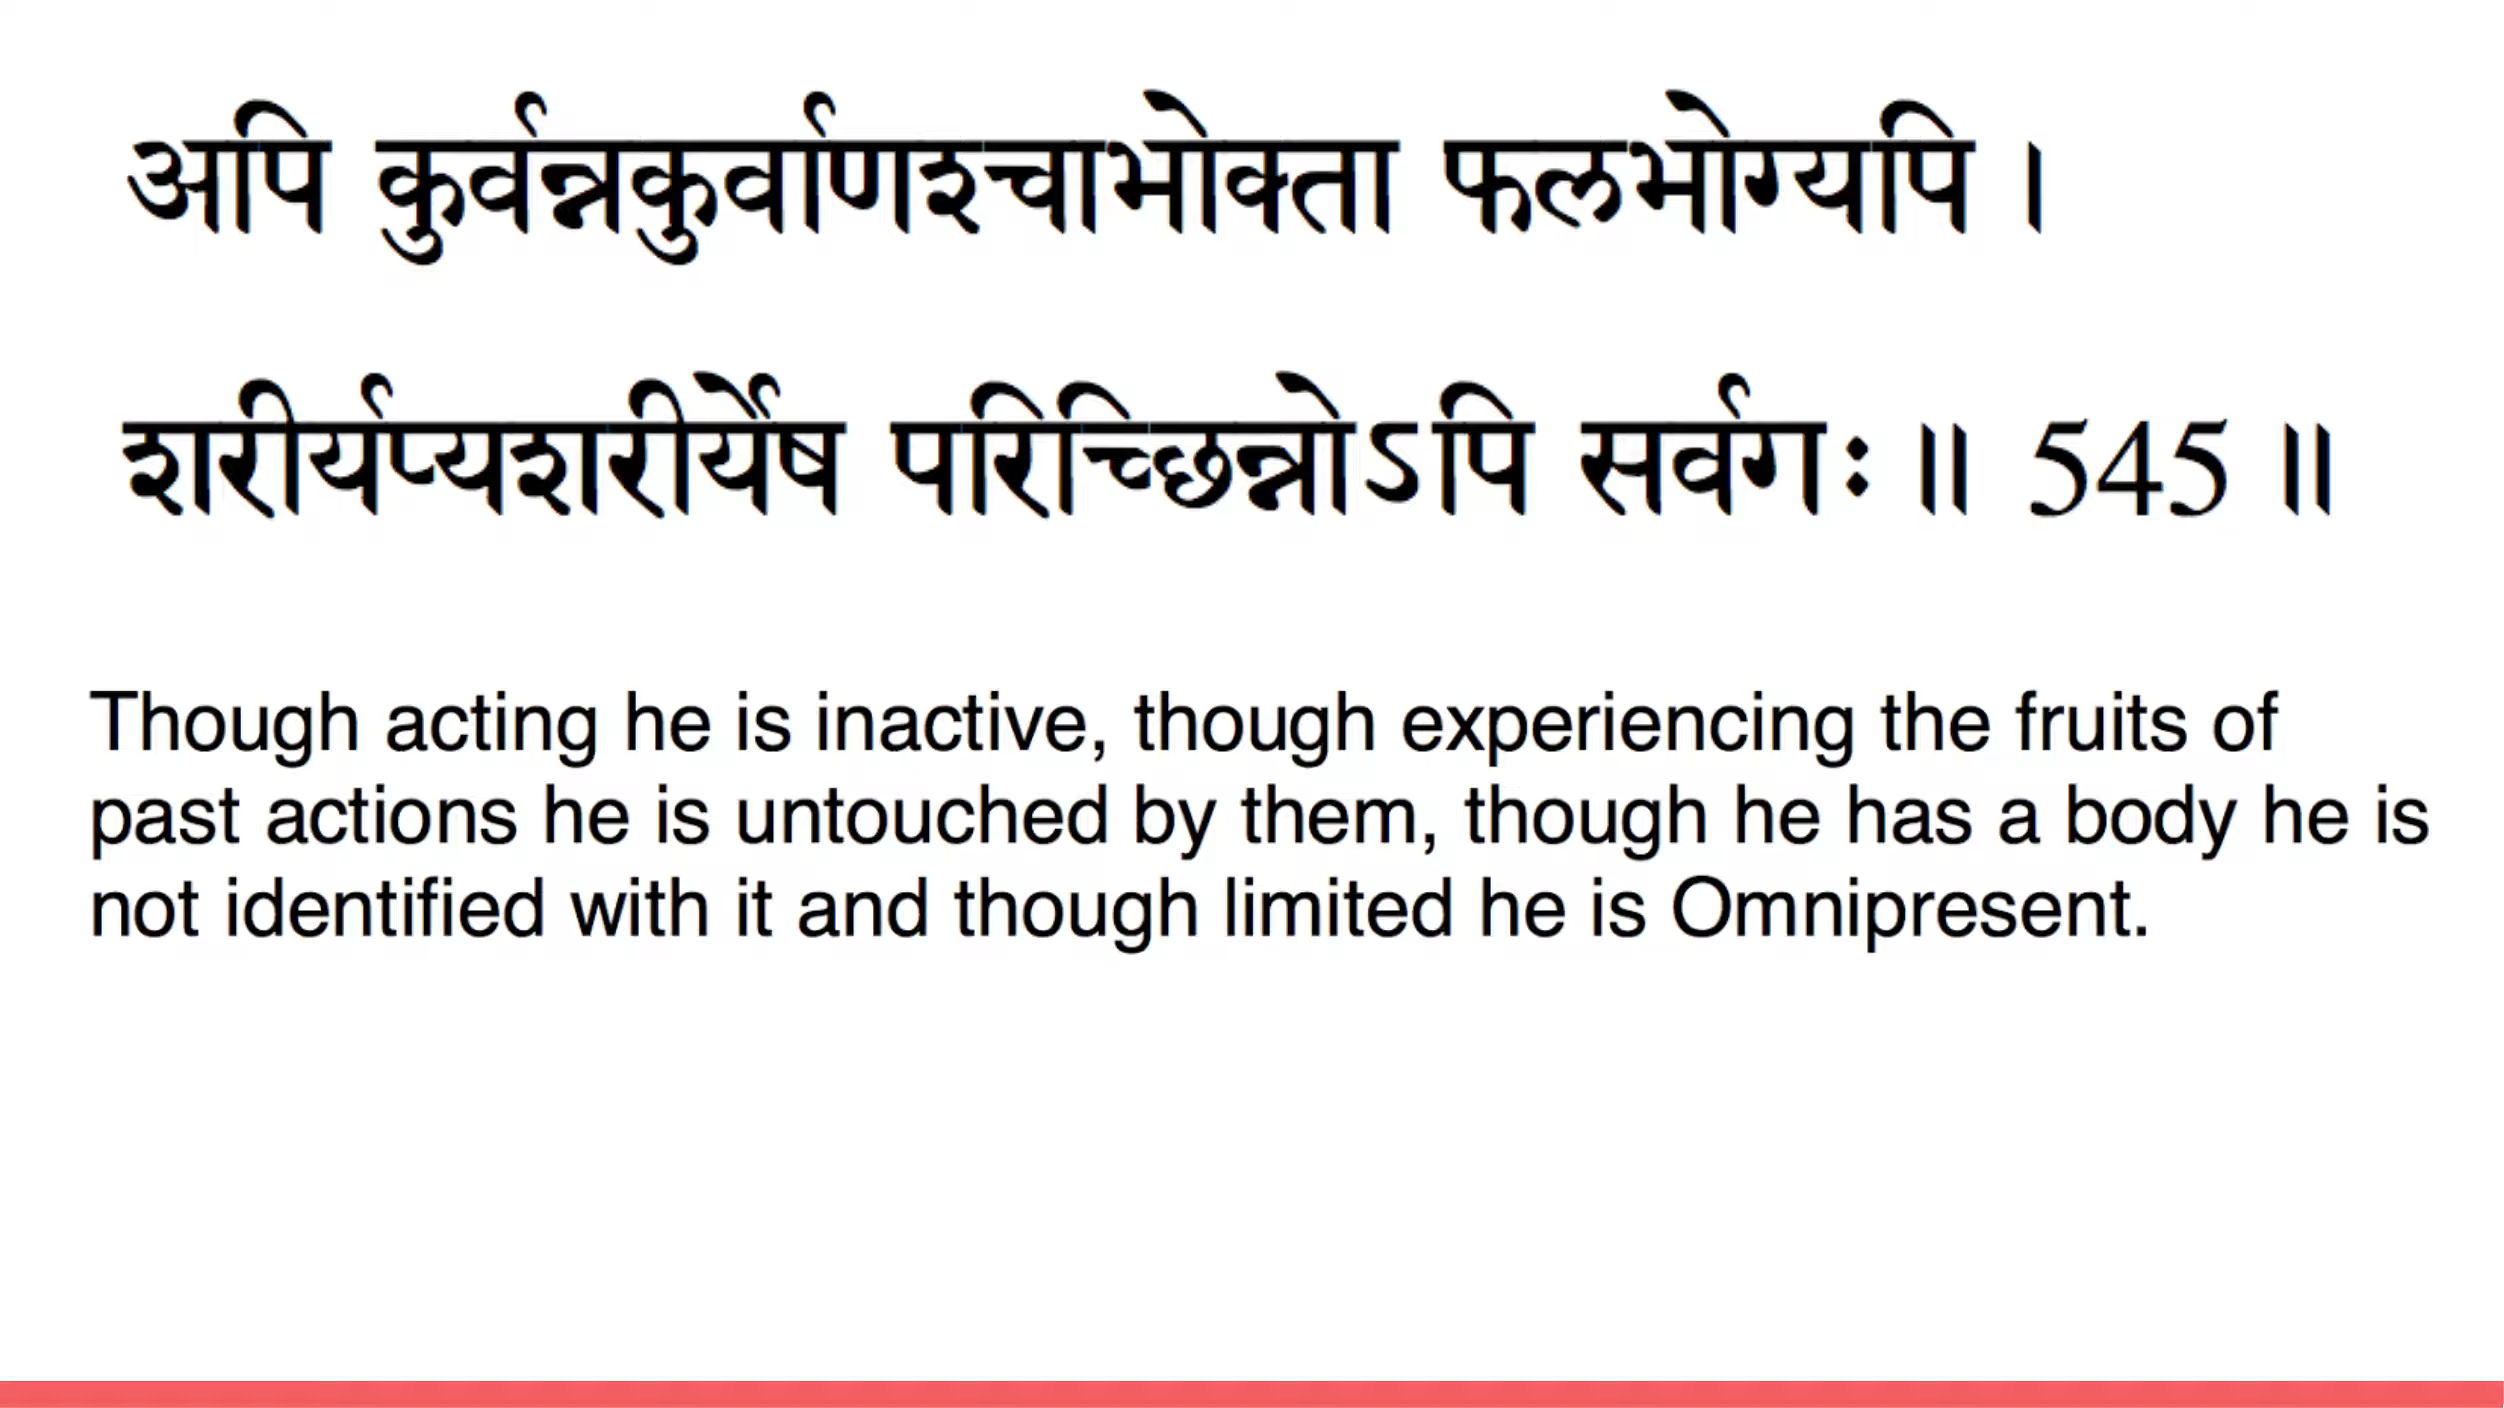 अपि कुर्वन्नकुर्वाणश्चाभोक्ता फलभोग्यपि ।
शरीर्यप्यशरीर्येष परिच्छिन्नोऽपि सर्वगः ॥ 545 ॥
Though acting he is inactive, though experiencing the fruits of
past actions he is untouched by them, though he has a body he is
not identified with it and though limited he is Omnipresent.